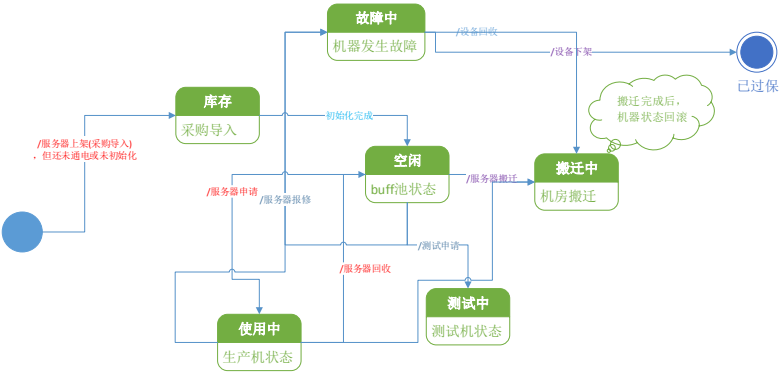 故障中
机器发生故障
/设备回收
/设备下架
已过保
库存
采购导入
搬迁完成后，
机器状态回滚
/服务器上架(采购导入)
，但还未通电或未初始化
初始化完成
空闲
buff池状态
搬迁中
机房搬迁
/服务器搬迁
/服务器申请
/服务器报修
/测试申请
/服务器回收
使用中
生产机状态
测试中
测试机状态